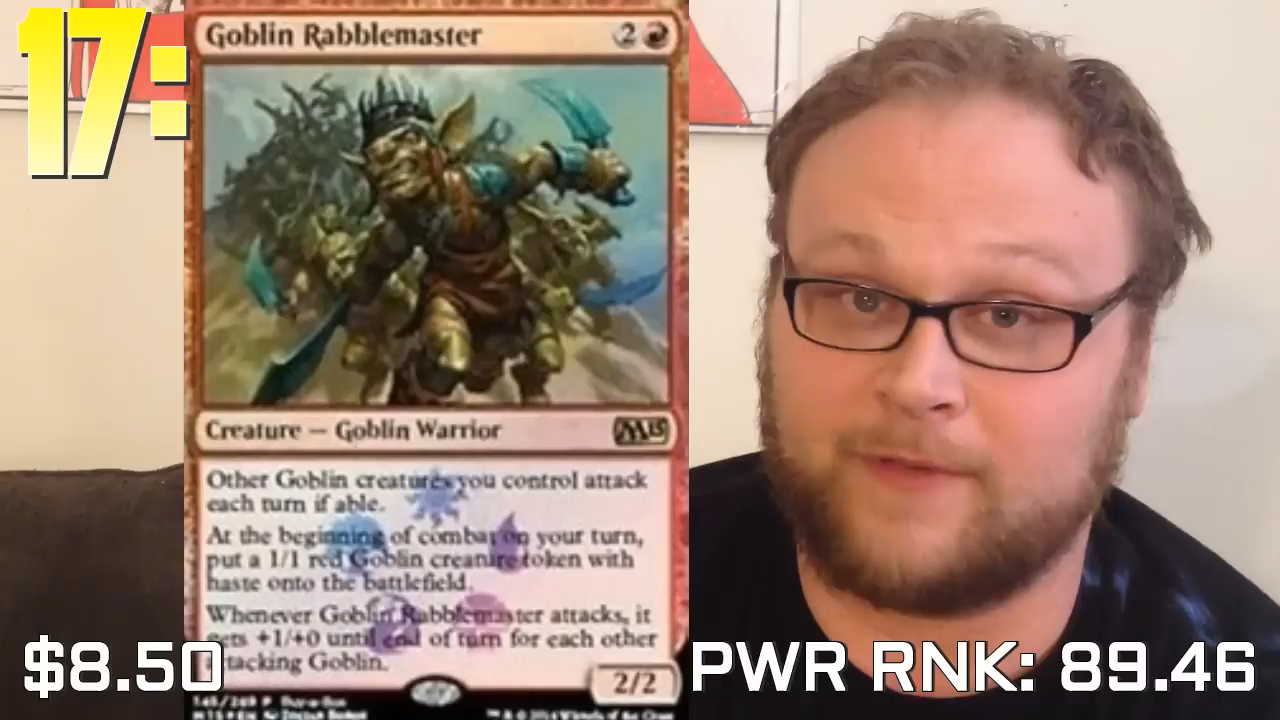 17:
Goblin Rabblemaster 2
Creature — Goblin Warrior M15
Other Goblin creatures you control attack
each turn if able.
At the beginning of combat on your turn,
put a 1/1 red Goblin creature token with
haste onto the battlefield.
Whenever Goblin Rabblemaster attacks, it
gets +1/+0 until end of turn for each other
attacking Goblin.
2/2
$8.50
PWR RNK: 89.46